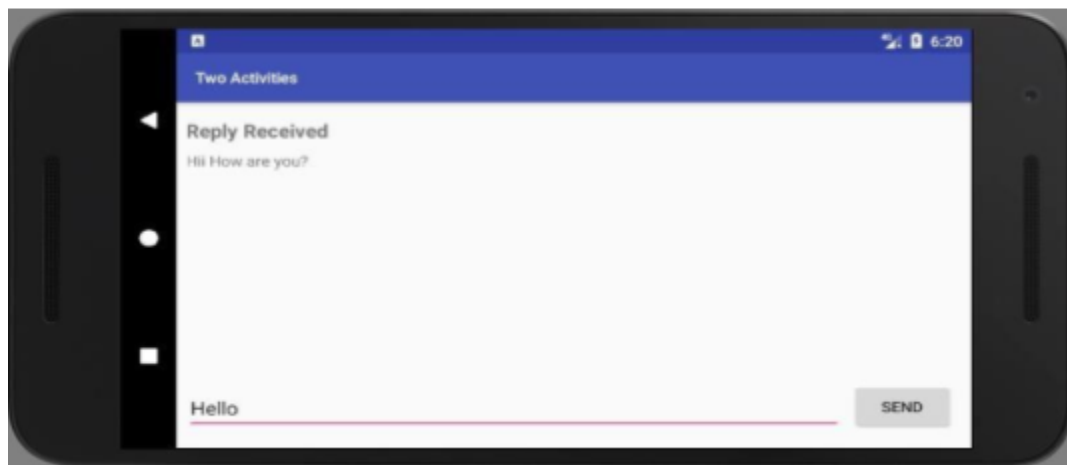 6:20
Two Activities
Reply Received
Hii How are you?
Hello
SEND